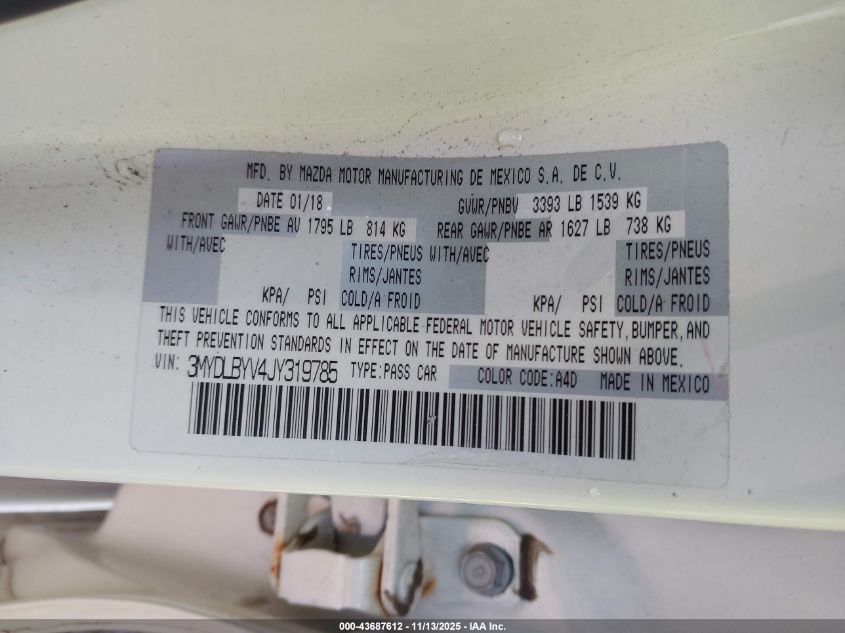 MFD. BY MAZDA MOTOR MANUFACTURING DE MEXICO S.A. DE C.V.
DATE 01/18 GVWR/PNBV 3393 LB 1539 KG
FRONT GAWR/PNBE AV 1795 LB 814 KG REAR GAWR/PNBE AR 1627 LB 738 KG
WITH/AVEC TIRES/PNEUS WITH/AVEC TIRES/PNEUS
RIMS/JANTES RIMS/JANTES
KPA/ PSI COLD/A FROID KPA/ PSI COLD/A FROID
THIS VEHICLE CONFORMS TO ALL APPLICABLE FEDERAL MOTOR VEHICLE SAFETY, BUMPER, AND
THEFT PREVENTION STANDARDS IN EFFECT ON THE DATE OF MANUFACTURE SHOWN ABOVE.
VIN: 3MYDLBYV4JY319785 TYPE:PASS CAR COLOR CODE:A4D MADE IN MEXICO
000-43687612 - 11/13/2025 - IAA Inc.